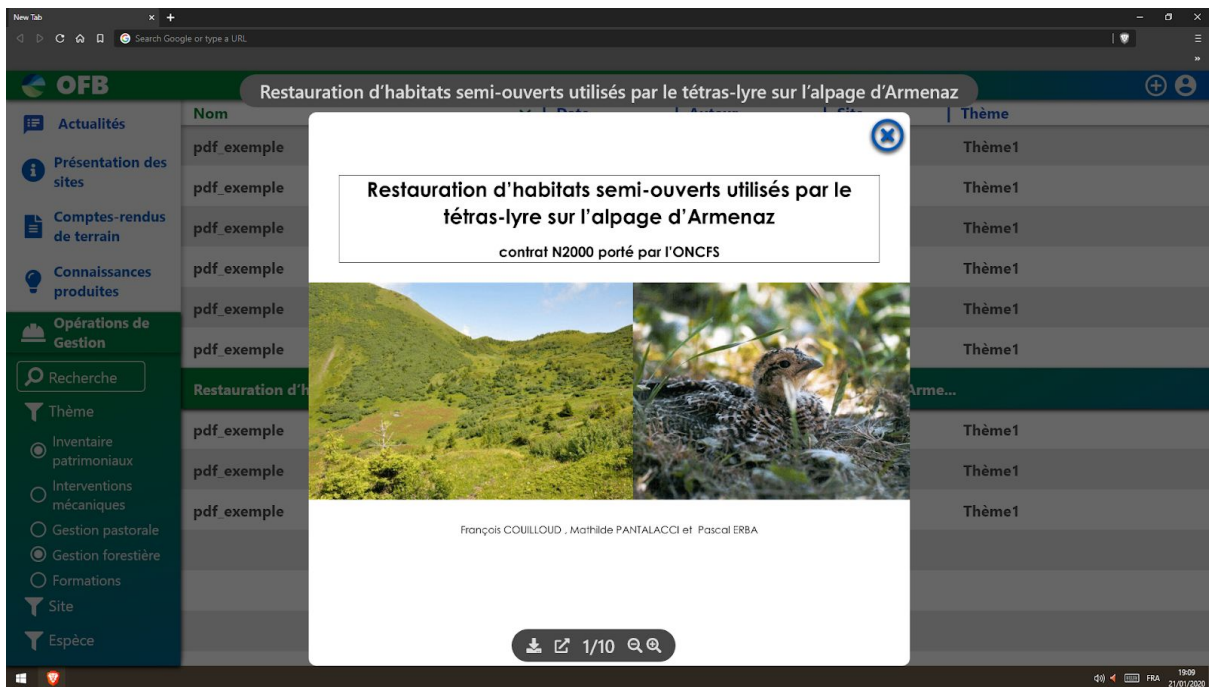 New Tab
Search Google or type a URL
OFB
Restauration d'habitats semi-ouverts utilisés par le tétras-lyre sur l'alpage d'Armenaz
Actualités
Présentation des
sites
Comptes-rendus
de terrain
Connaissances
produites
Opérations de
Gestion
Recherche
Thème
Inventaire
patrimoniaux
Interventions
mécaniques
Gestion pastorale
Gestion forestière
Formations
Site
Espèce
Nom Date Auteur Site Thème
pdf_exemple Thème1
pdf_exemple Thème1
pdf_exemple Thème1
pdf_exemple Thème1
pdf_exemple Thème1
pdf_exemple Thème1
Restauration d'h Arme...
pdf_exemple Thème1
pdf_exemple Thème1
pdf_exemple Thème1
Restauration d'habitats semi-ouverts utilisés par le
tétras-lyre sur l'alpage d'Armenaz
contrat N2000 porté par l'ONCFS
François COUILLOUD , Mathilde PANTALACCI et Pascal ERBA
1/10
FRA
19:09
21/01/2020